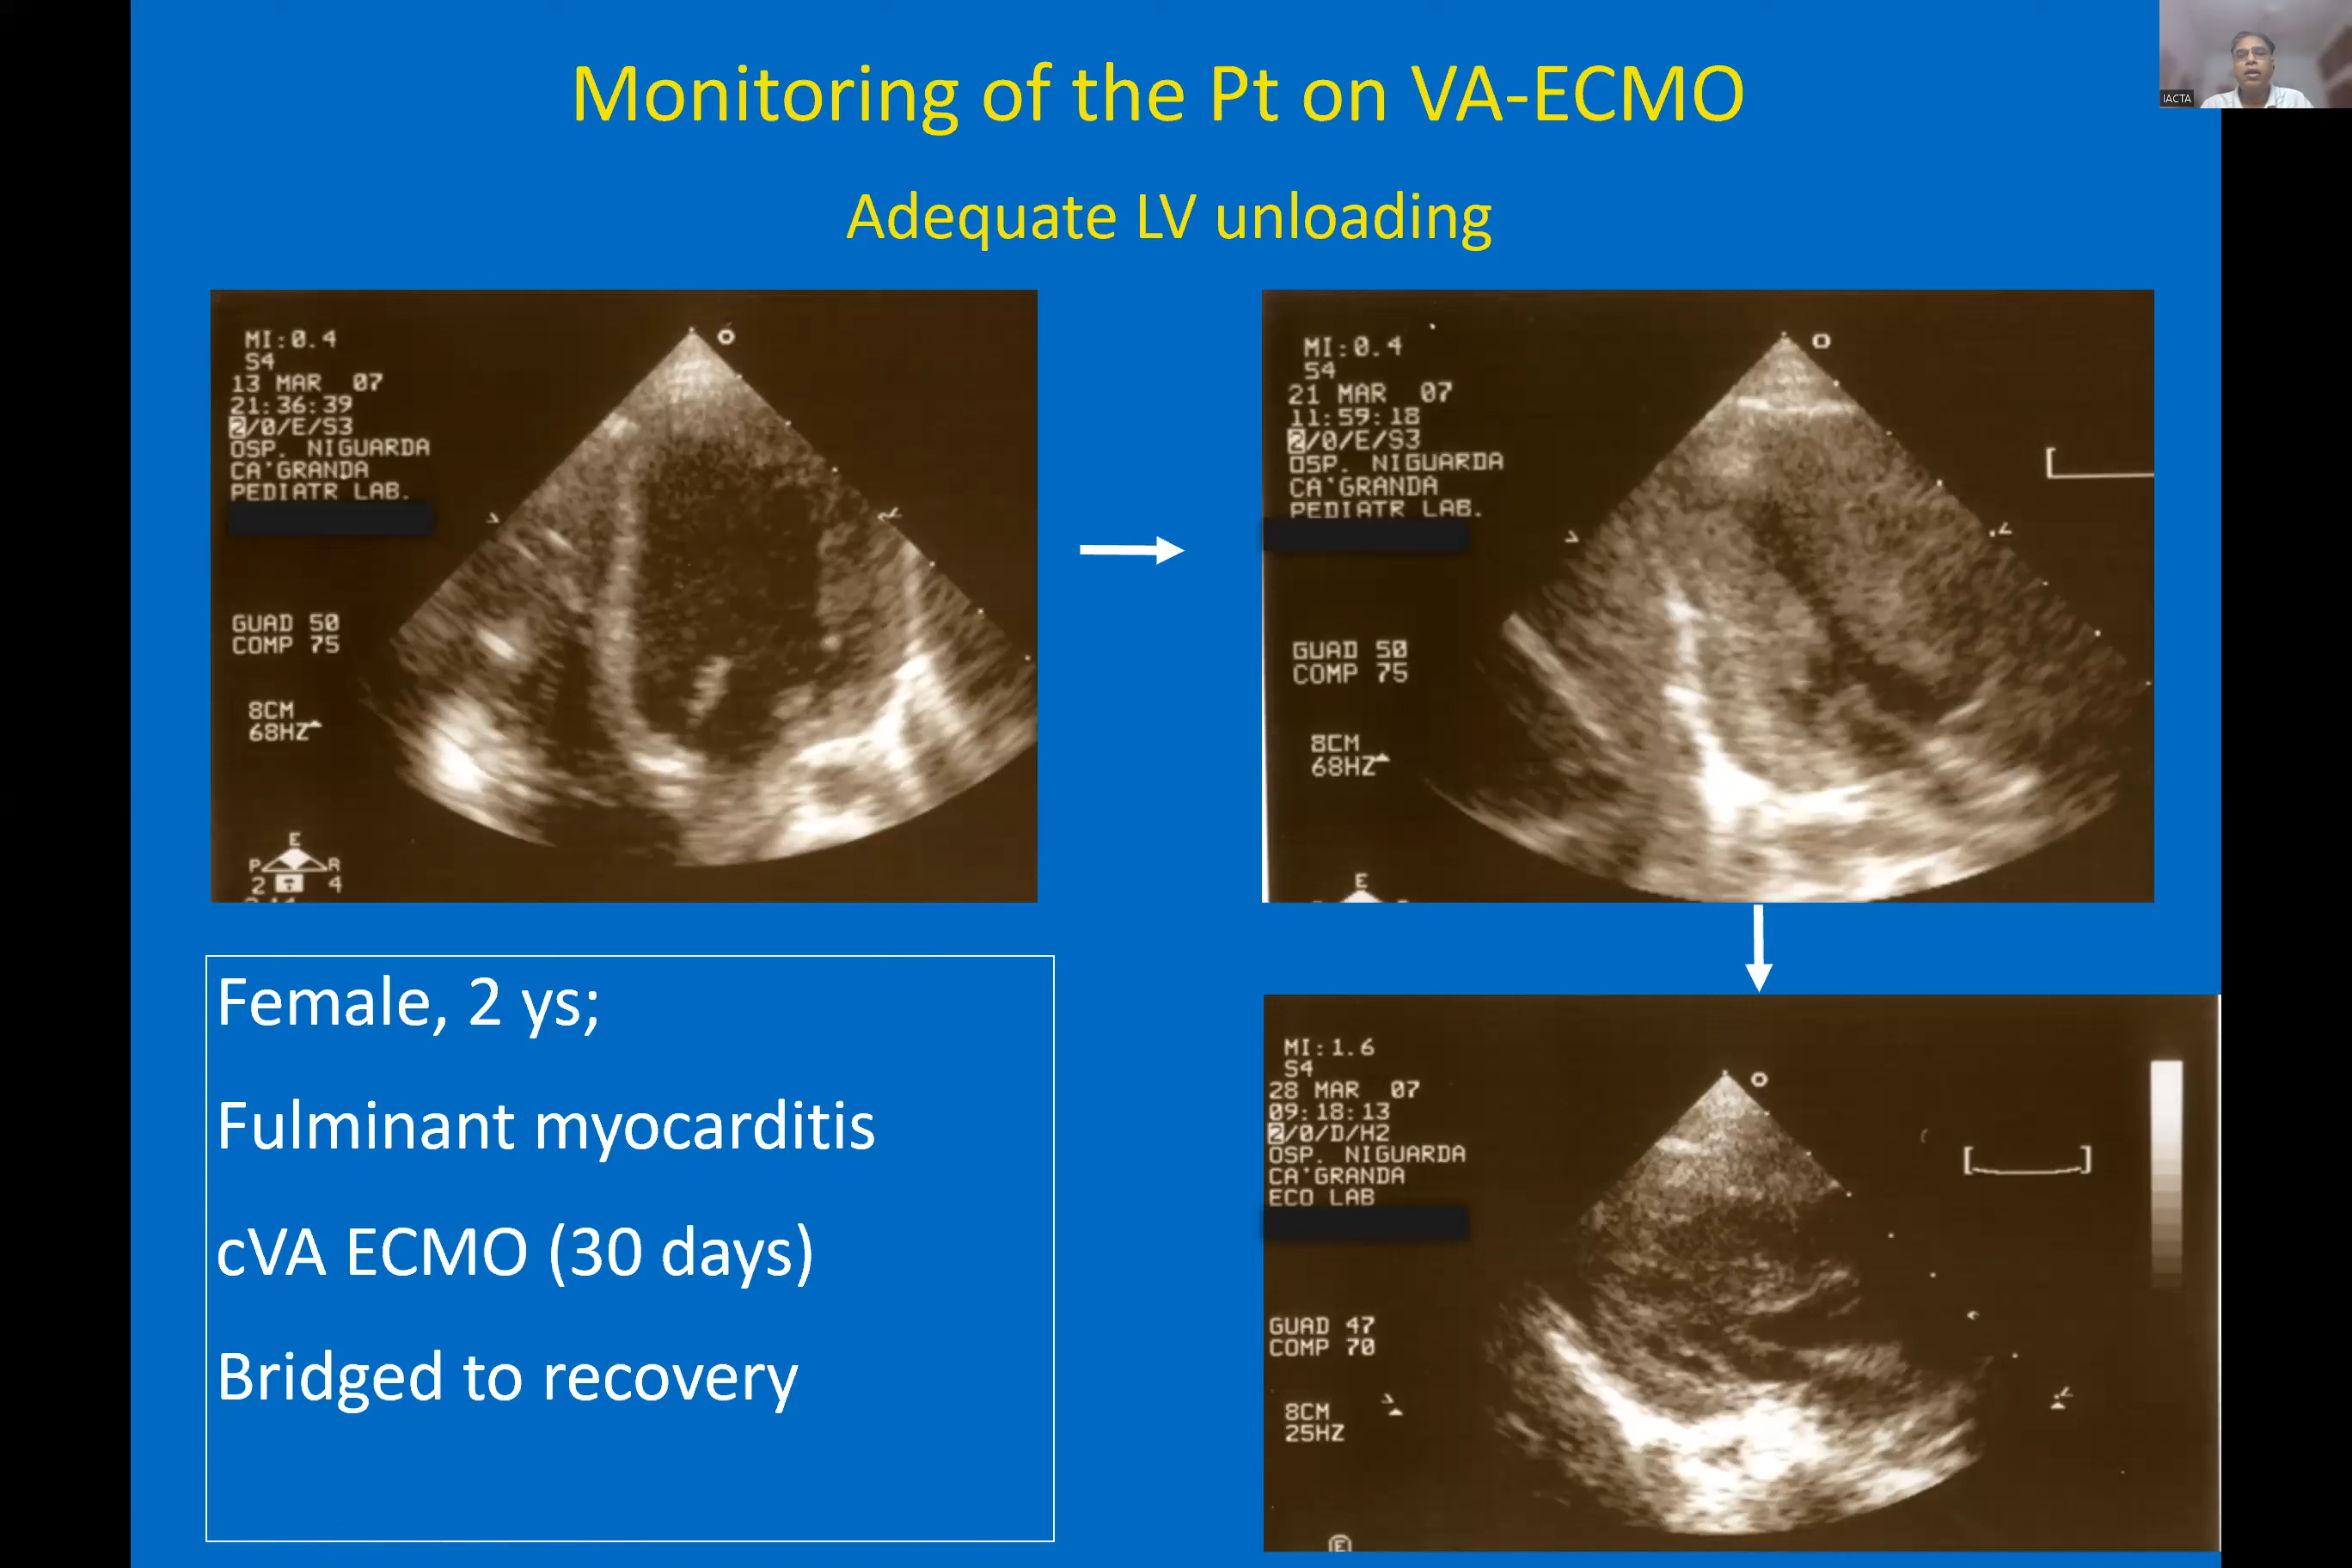 Monitoring of the Pt on VA-ECMO
IACTA
Adequate LV unloading
MI:0.4
S4
13 MAR 07
21:36:39
2/0/E/S3
OSP. NIGUARDA
CA'GRANDA
PEDIATR LAB.
GUAD 50
COMP 75
8CM
68HZ
E
P R
2 4
MI:0.4
S4
21 MAR 07
11:59:18
2/0/E/S3
OSP. NIGUARDA
CA'GRANDA
PEDIATR LAB.
GUAD 50
COMP 75
8CM
68HZ
E
Female, 2 ys;
Fulminant myocarditis
cVA ECMO (30 days)
Bridged to recovery
MI:1.6
S4
28 MAR 07
09:18:13
2/0/D/H2
OSP. NIGUARDA
CA'GRANDA
ECO LAB
GUAD 47
COMP 70
8CM
25HZ
E